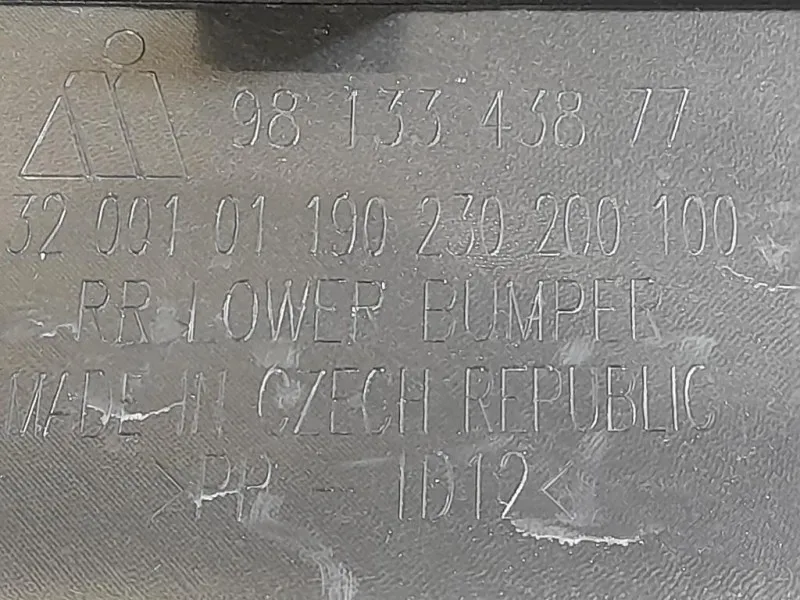 98 133 438 77
32 001 01 190 230 200 100
RR LOWER BUMPER
MADE IN CZECH REPUBLIC
>PP - TD12<